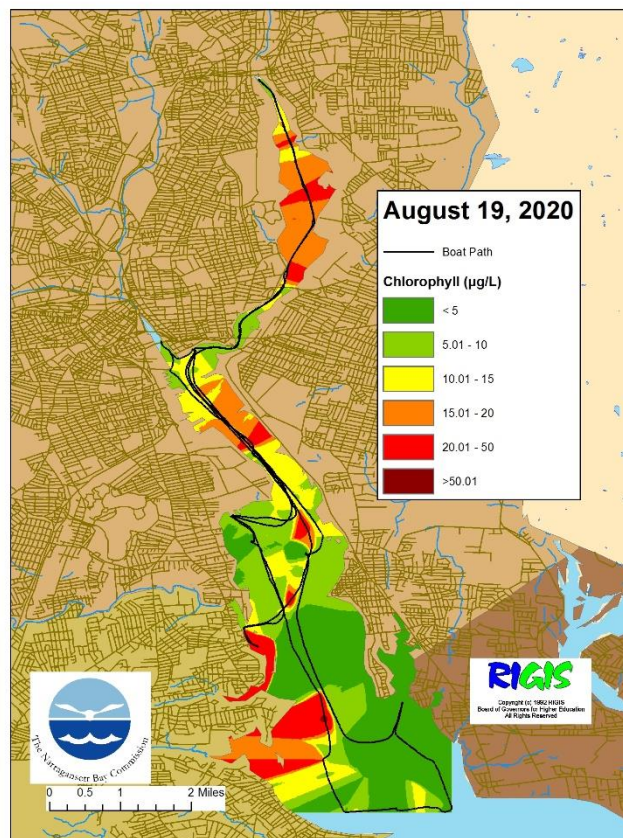 August 19, 2020
Boat Path
Chlorophyll (µg/L)
< 5
5.01 - 10
10.01 - 15
15.01 - 20
20.01 - 50
>50.01
RIGIS
Copyright (c) 1992 RIGIS
Board of Governors for Higher Education
All Rights Reserved
The Narragansett Bay Commission
0 0.5 1 2 Miles